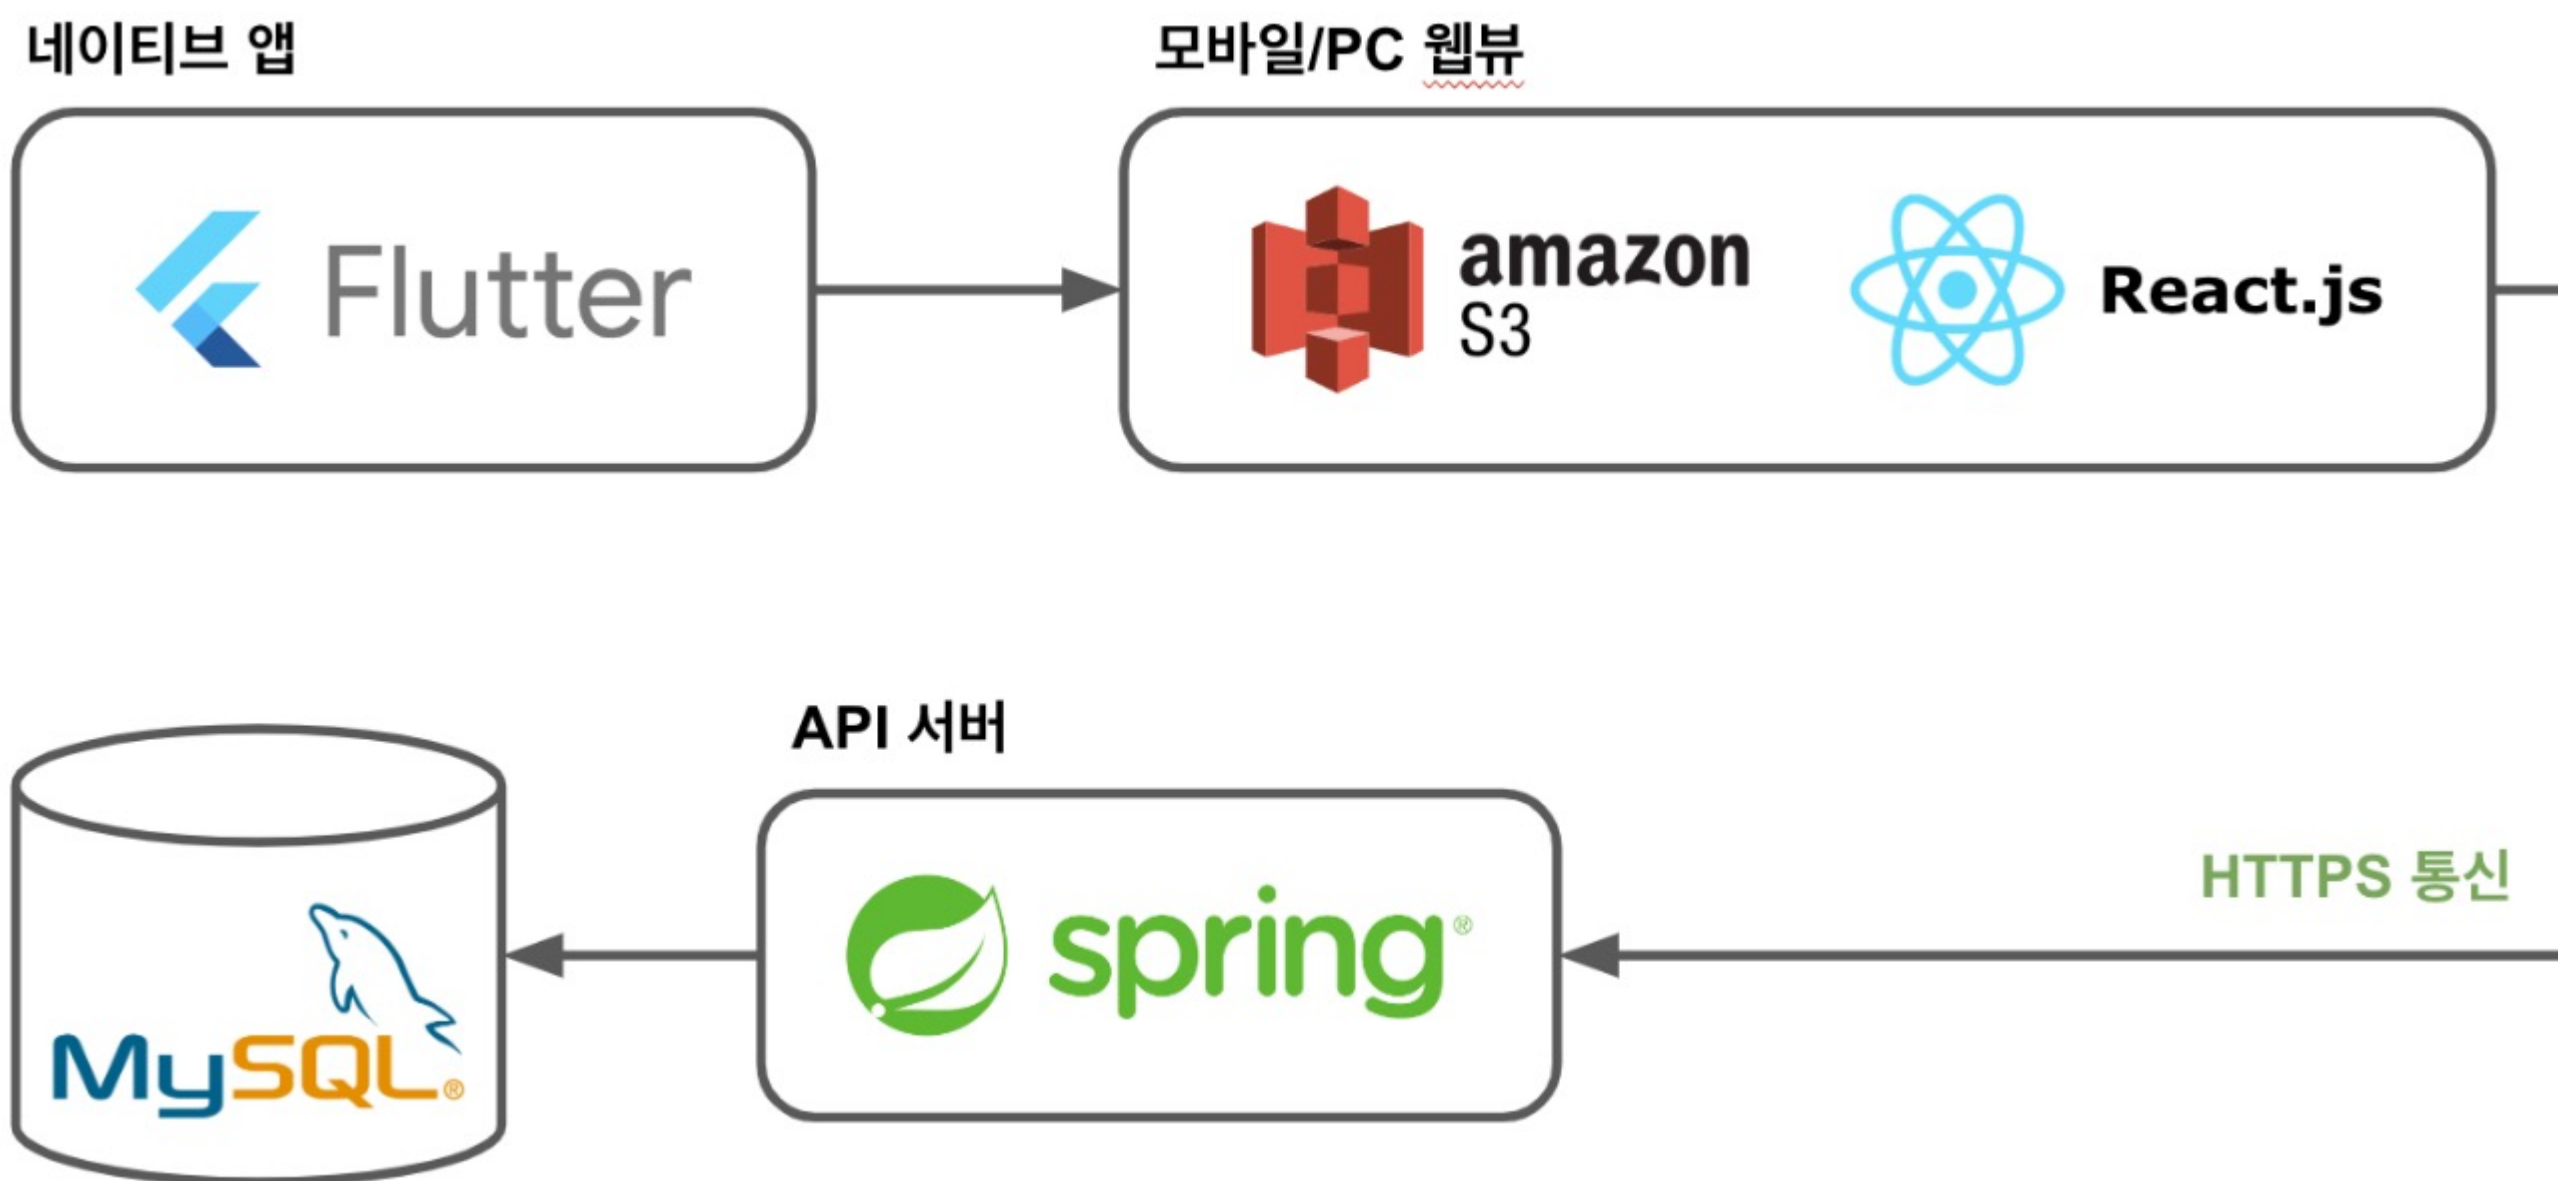 네이티브 앱
모바일/PC 웹뷰
Flutter
amazon
S3
React.js
API 서버
MySQL®
spring®
HTTPS 통신